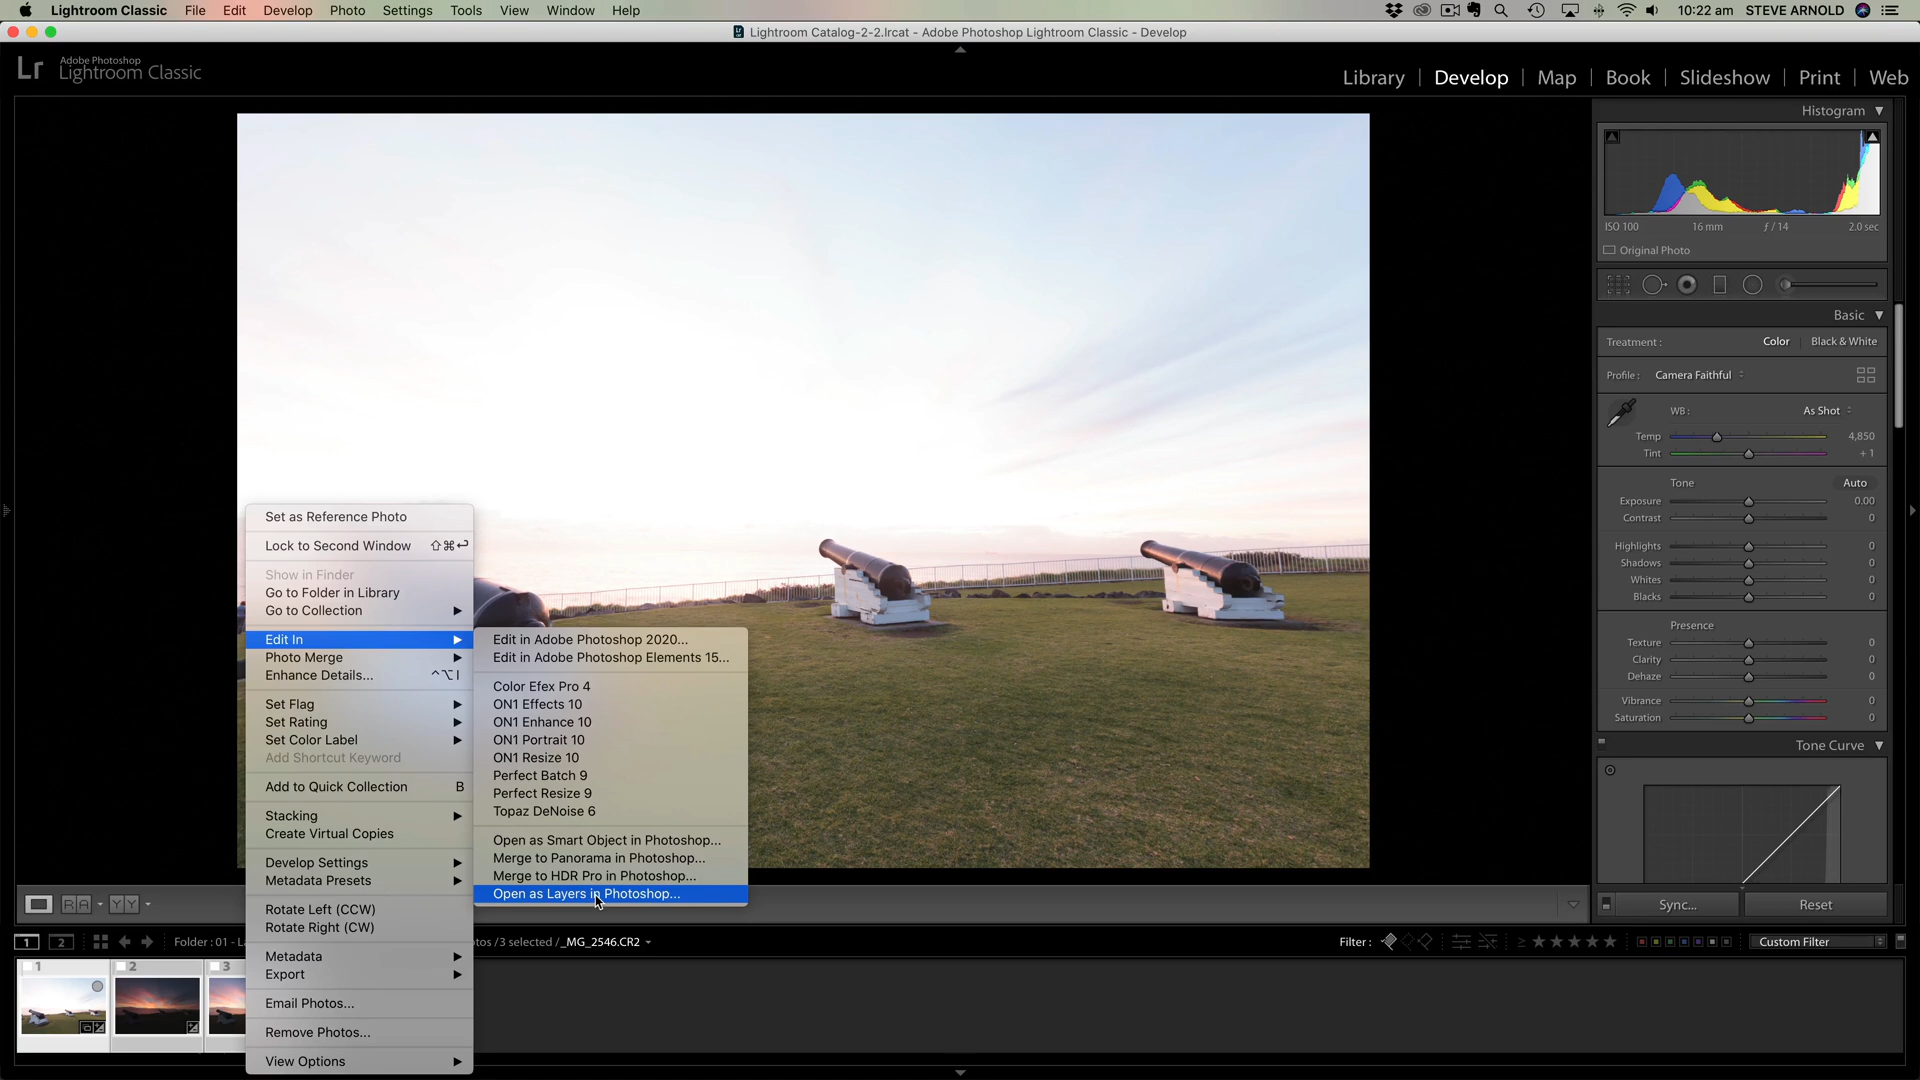 Lightroom Classic File Edit Develop Photo Settings Tools View Window Help 10:22 am STEVE ARNOLD
Lr Lightroom Catalog-2-2.lrcat - Adobe Photoshop Lightroom Classic - Develop
Lr Adobe Photoshop
Lightroom Classic
Library | Develop | Map | Book | Slideshow | Print | Web
Histogram
ISO 100 16 mm ƒ / 14 2.0 sec
Original Photo
Basic
Treatment : Color Black & White
Profile : Camera Faithful
WB : As Shot
Temp 4,850
Tint + 1
Tone Auto
Exposure 0.00
Contrast 0
Highlights 0
Shadows 0
Whites 0
Blacks 0
Presence
Texture 0
Clarity 0
Dehaze 0
Vibrance 0
Saturation 0
Tone Curve
Sync... Reset
Set as Reference Photo
Lock to Second Window ⇧⌘↩
Show in Finder
Go to Folder in Library
Go to Collection
Edit In
Photo Merge
Enhance Details... ^⌥I
Set Flag
Set Rating
Set Color Label
Add Shortcut Keyword
Add to Quick Collection B
Stacking
Create Virtual Copies
Develop Settings
Metadata Presets
Rotate Left (CCW)
Rotate Right (CW)
Metadata
Export
Email Photos...
Remove Photos...
View Options
Edit in Adobe Photoshop 2020...
Edit in Adobe Photoshop Elements 15...
Color Efex Pro 4
ON1 Effects 10
ON1 Enhance 10
ON1 Portrait 10
ON1 Resize 10
Perfect Batch 9
Perfect Resize 9
Topaz DeNoise 6
Open as Smart Object in Photoshop...
Merge to Panorama in Photoshop...
Merge to HDR Pro in Photoshop...
Open as Layers in Photoshop...
R A Y Y
1 2 Folder : 01 - La otos / 3 selected / _MG_2546.CR2 Filter : ≥ Custom Filter
1 2 3